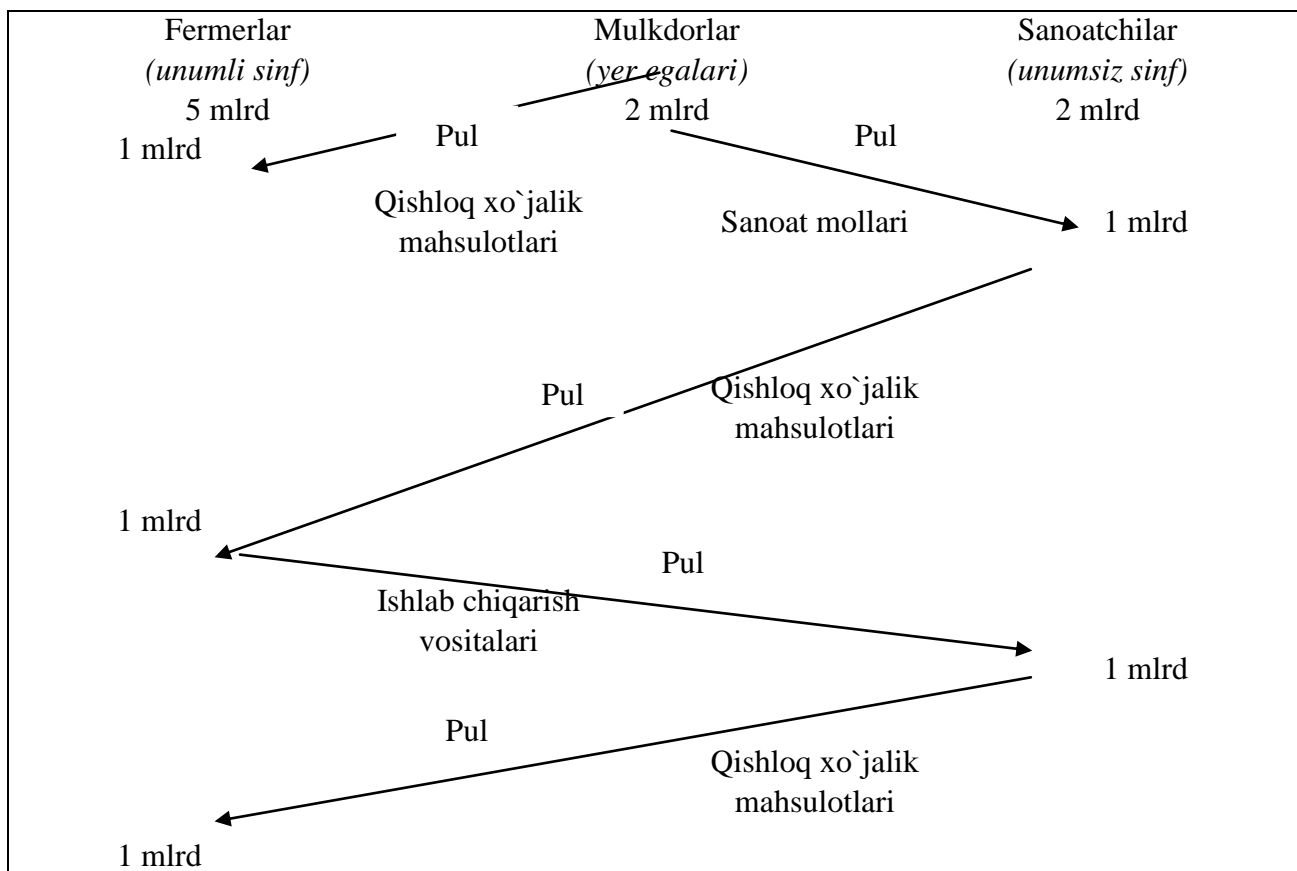 Fermerlar Mulkdorlar Sanoatchilar
(unumli sinf) (yer egalari) (unumsiz sinf)
5 mlrd 2 mlrd 2 mlrd
1 mlrd Pul Pul
Qishloq xo`jalik
mahsulotlari
Sanoat mollari 1 mlrd
Pul Qishloq xo`jalik
mahsulotlari
1 mlrd
Pul
Ishlab chiqarish
vositalari
1 mlrd
Pul
Qishloq xo`jalik
mahsulotlari
1 mlrd